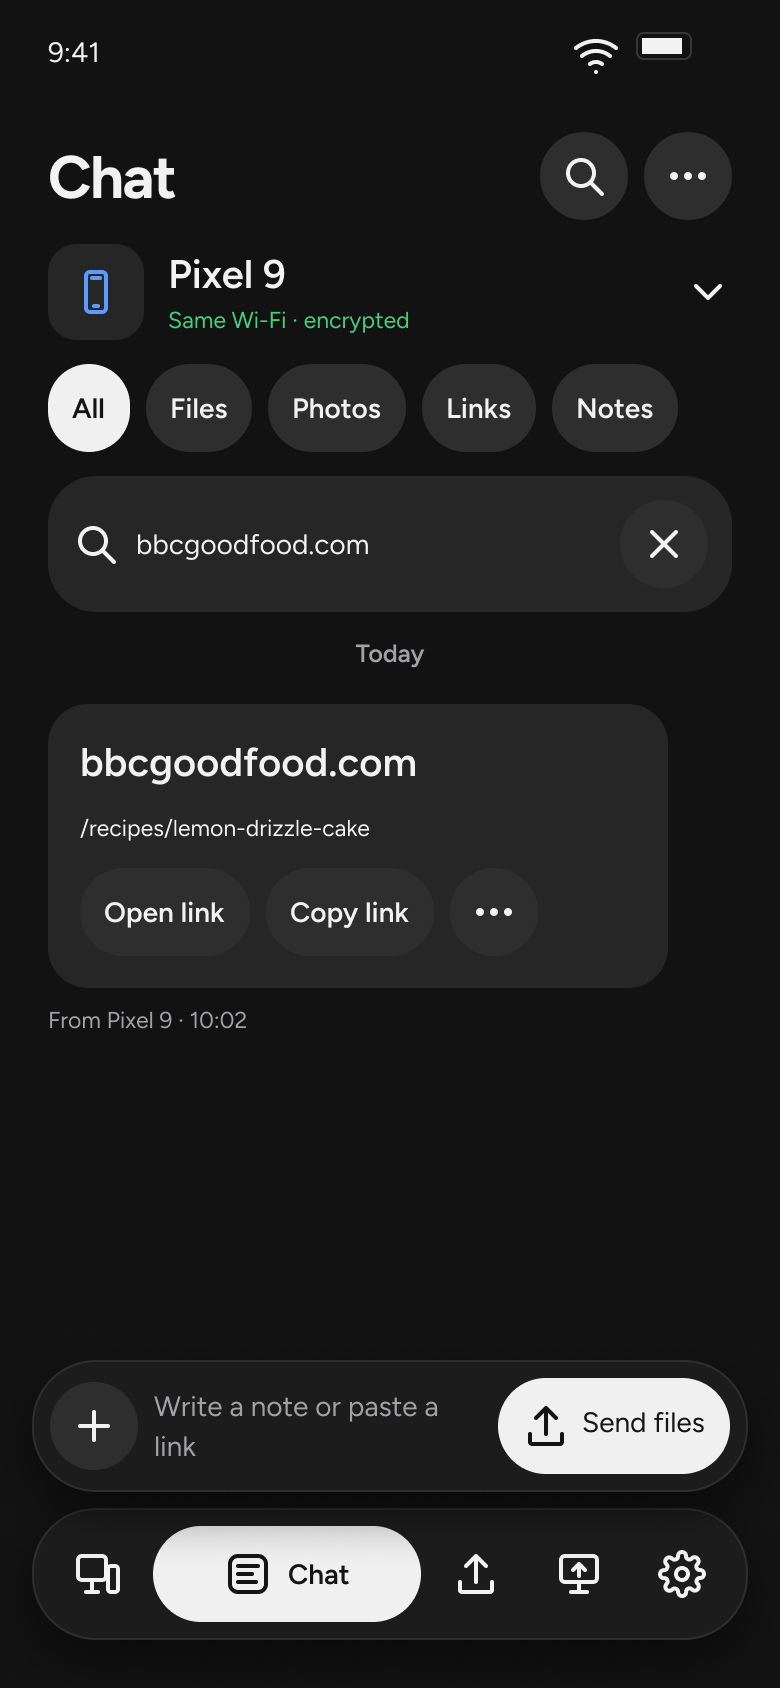 9:41
Chat
Pixel 9
Same Wi-Fi · encrypted
All Files Photos Links Notes
bbcgoodfood.com
Today
bbcgoodfood.com
/recipes/lemon-drizzle-cake
Open link Copy link
From Pixel 9 · 10:02
Write a note or paste a
link
Send files
Chat